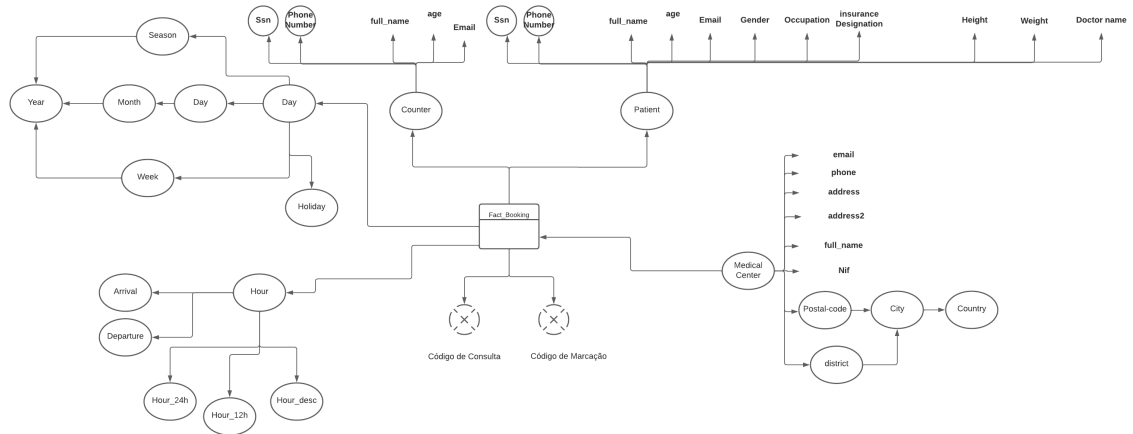 Ssn
Phone
Number
full_name
age
Email
Ssn
Phone
Number
full_name
age
Email
Gender
Occupation
insurance
Designation
Height
Weight
Doctor name
Season
Year
Month
Day
Day
Counter
Patient
Week
Holiday
Fact_Booking
email
phone
address
address2
full_name
Nif
Medical
Center
Arrival
Hour
Departure
Postal-code
City
Country
Código de Consulta
Código de Marcação
district
Hour_24h
Hour_12h
Hour_desc